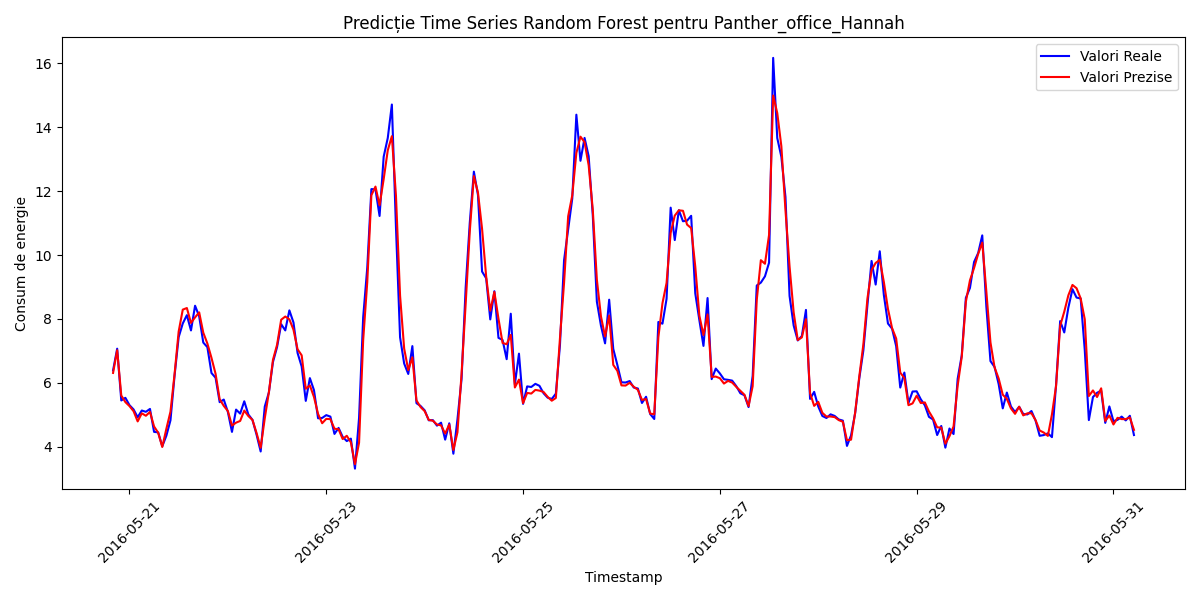 Predicție Time Series Random Forest pentru Panther_office_Hannah
Valori Reale
Valori Prezise
Consum de energie
16
14
12
10
8
6
4
2016-05-21
2016-05-23
2016-05-25
2016-05-27
2016-05-29
2016-05-31
Timestamp